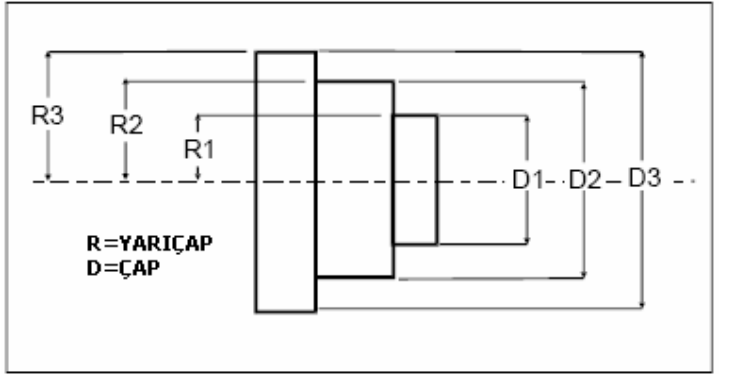 R3
R2
R1
D1
D2
D3
R=YARIÇAP
D=ÇAP